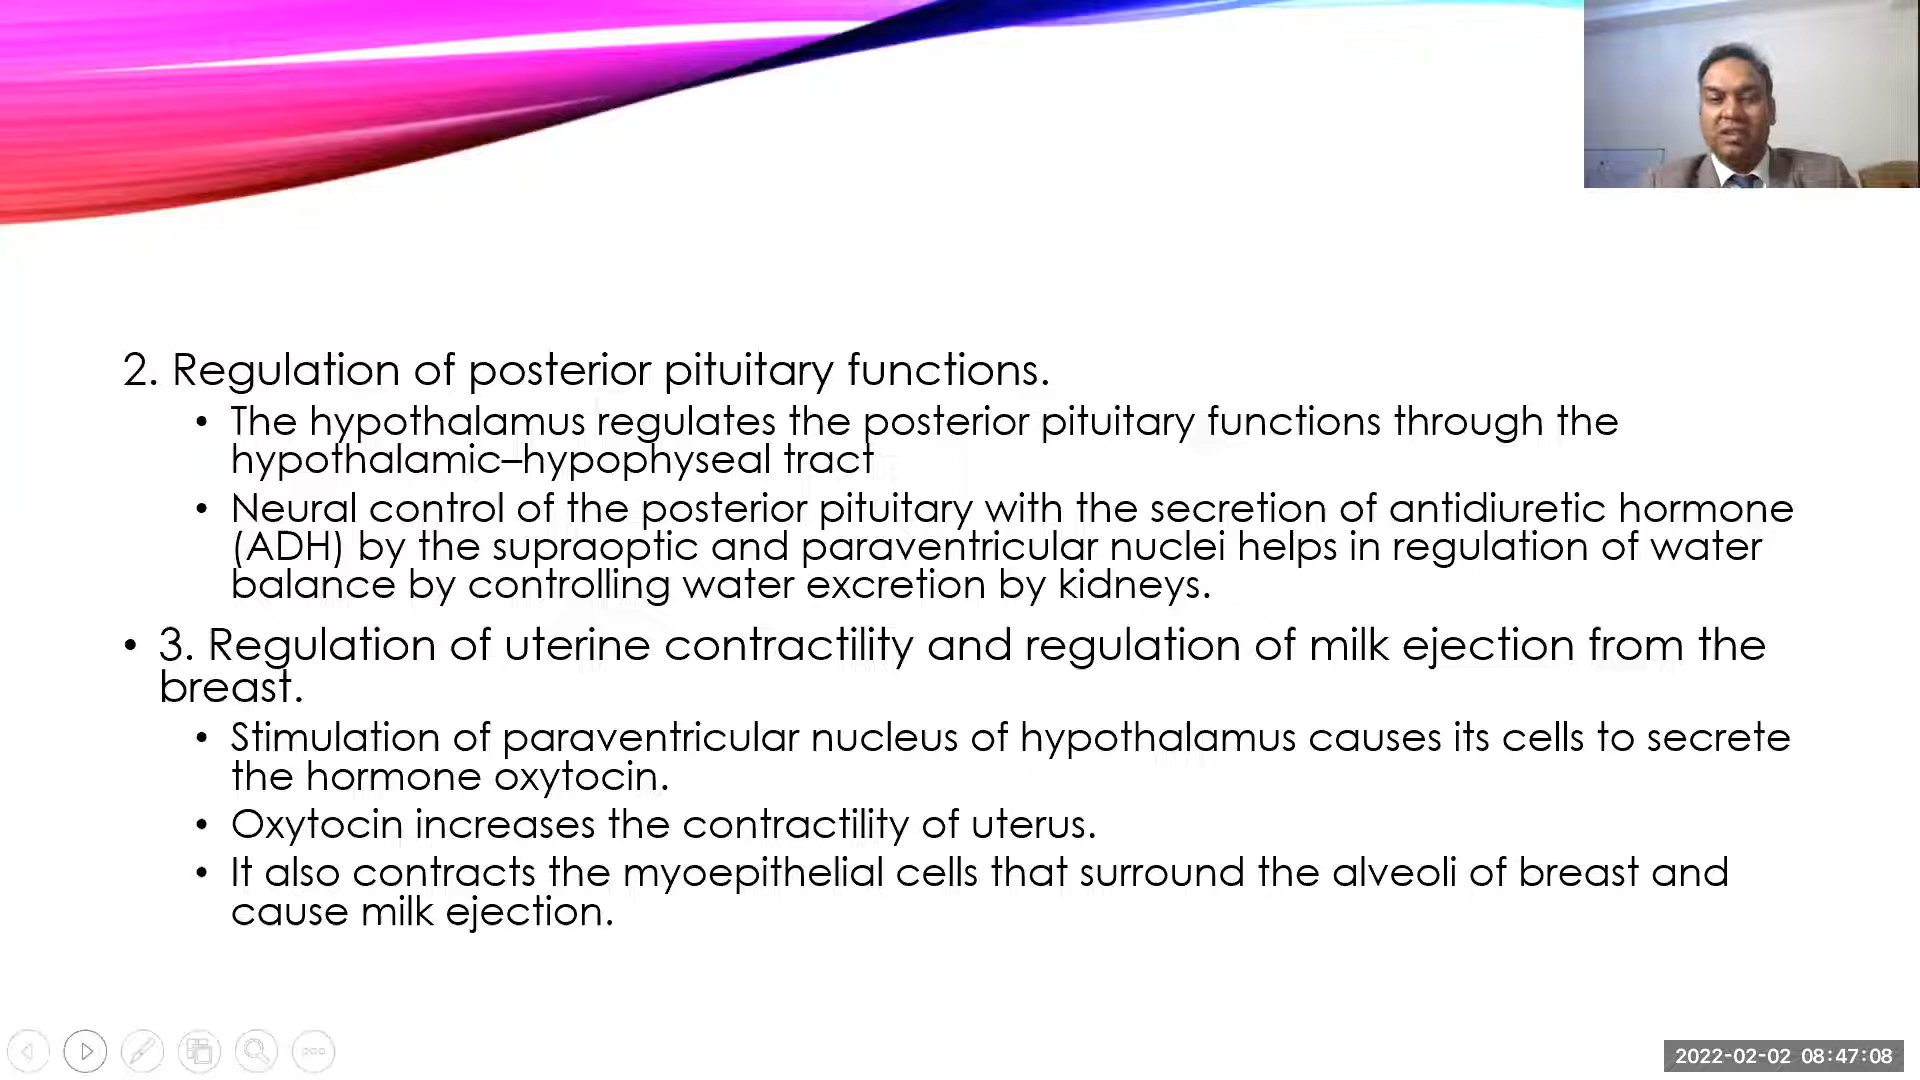 2. Regulation of posterior pituitary functions.
• The hypothalamus regulates the posterior pituitary functions through the
hypothalamic–hypophyseal tract
• Neural control of the posterior pituitary with the secretion of antidiuretic hormone
(ADH) by the supraoptic and paraventricular nuclei helps in regulation of water
balance by controlling water excretion by kidneys.
• 3. Regulation of uterine contractility and regulation of milk ejection from the
breast.
• Stimulation of paraventricular nucleus of hypothalamus causes its cells to secrete
the hormone oxytocin.
• Oxytocin increases the contractility of uterus.
• It also contracts the myoepithelial cells that surround the alveoli of breast and
cause milk ejection.
2022-02-02 08:47:08